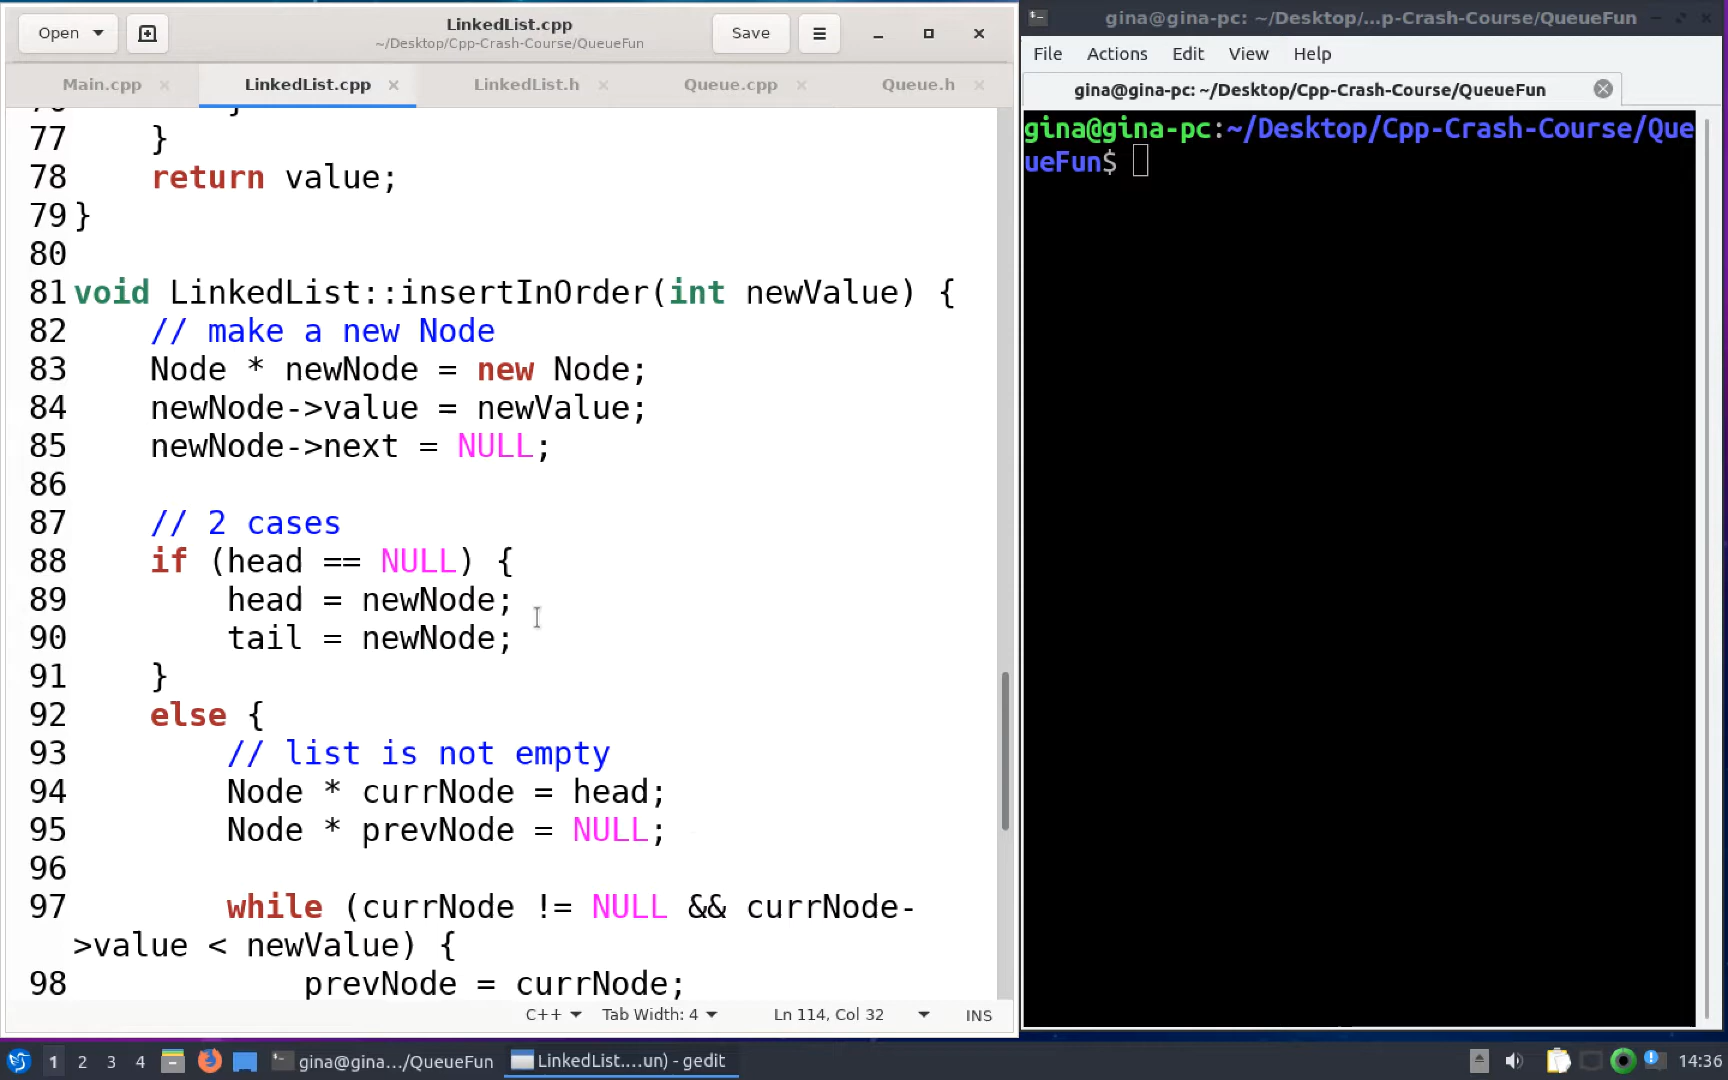 Open
LinkedList.cpp
~/Desktop/Cpp-Crash-Course/QueueFun
Save
Main.cpp
LinkedList.cpp
LinkedList.h
Queue.cpp
Queue.h
77 }
78 return value;
79 }
80
81 void LinkedList::insertInOrder(int newValue) {
82 // make a new Node
83 Node * newNode = new Node;
84 newNode->value = newValue;
85 newNode->next = NULL;
86
87 // 2 cases
88 if (head == NULL) {
89 head = newNode;
90 tail = newNode;
91 }
92 else {
93 // list is not empty
94 Node * currNode = head;
95 Node * prevNode = NULL;
96
97 while (currNode != NULL && currNode-
>value < newValue) {
98 prevNode = currNode;
C++ Tab Width: 4 Ln 114, Col 32 INS
gina@gina-pc: ~/Desktop/...p-Crash-Course/QueueFun
File Actions Edit View Help
gina@gina-pc: ~/Desktop/Cpp-Crash-Course/QueueFun
gina@gina-pc:~/Desktop/Cpp-Crash-Course/Que
ueFun$
1 2 3 4 gina@gina.../QueueFun LinkedList....un) - gedit 14:36